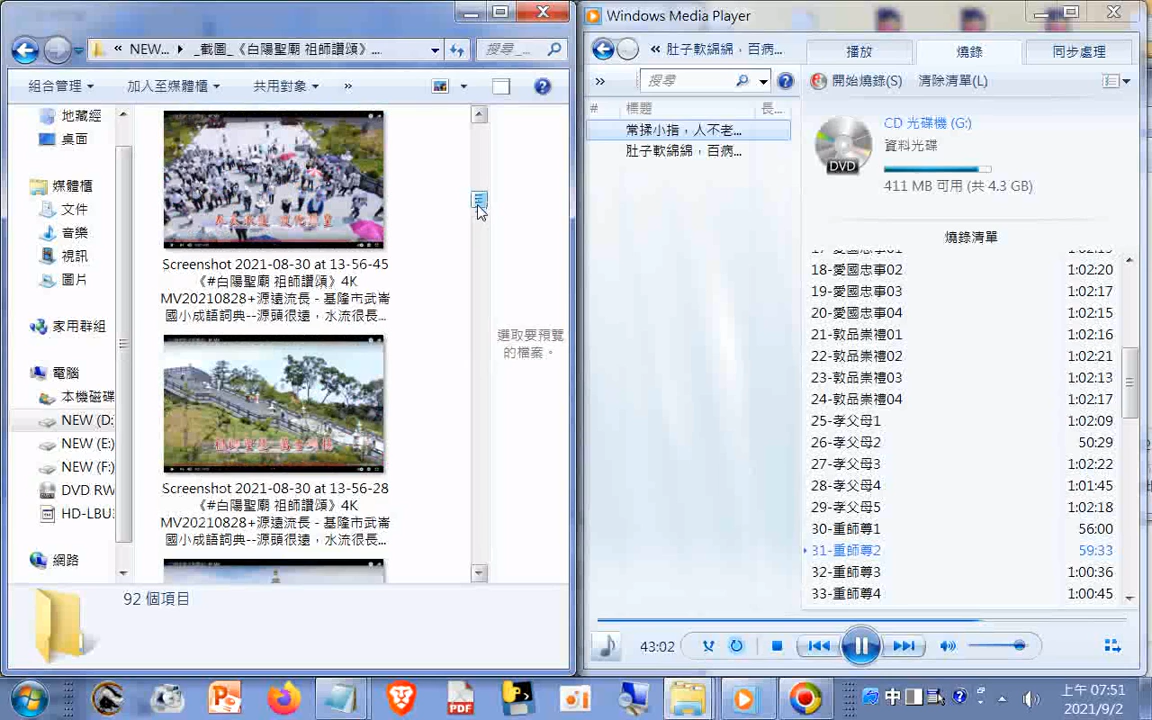 « NEW... ▸ _截圖_《白陽聖廟 祖師讚頌》...
搜尋_...
組合管理
加入至媒體櫃
共用對象
»
地藏經
桌面
媒體櫃
文件
音樂
視訊
圖片
家用群組
電腦
本機磁碟
NEW (D:
NEW (E:)
NEW (F:)
DVD RW
HD-LBU
網路
Screenshot 2021-08-30 at 13-56-45
《#白陽聖廟 祖師讚頌》4K
MV20210828+源遠流長 - 基隆市武崙
國小成語詞典--源頭很遠，水流很長...
Screenshot 2021-08-30 at 13-56-28
《#白陽聖廟 祖師讚頌》4K
MV20210828+源遠流長 - 基隆市武崙
國小成語詞典--源頭很遠，水流很長...
選取要預覽
的檔案。
92 個項目
Windows Media Player
« 肚子軟綿綿，百病...
播放
燒錄
同步處理
»
搜尋
開始燒錄(S)
清除清單(L)
#
標題
長...
常揉小指，人不老...
肚子軟綿綿，百病...
CD 光碟機 (G:)
資料光碟
DVD
411 MB 可用 (共 4.3 GB)
燒錄清單
18-愛國忠事02 1:02:20
19-愛國忠事03 1:02:17
20-愛國忠事04 1:02:15
21-敦品崇禮01 1:02:16
22-敦品崇禮02 1:02:21
23-敦品崇禮03 1:02:13
24-敦品崇禮04 1:02:17
25-孝父母1 1:02:09
26-孝父母2 50:29
27-孝父母3 1:02:22
28-孝父母4 1:01:45
29-孝父母5 1:02:18
30-重師尊1 56:00
31-重師尊2 59:33
32-重師尊3 1:00:36
33-重師尊4 1:00:45
43:02
PDF
中
上午 07:51
2021/9/2